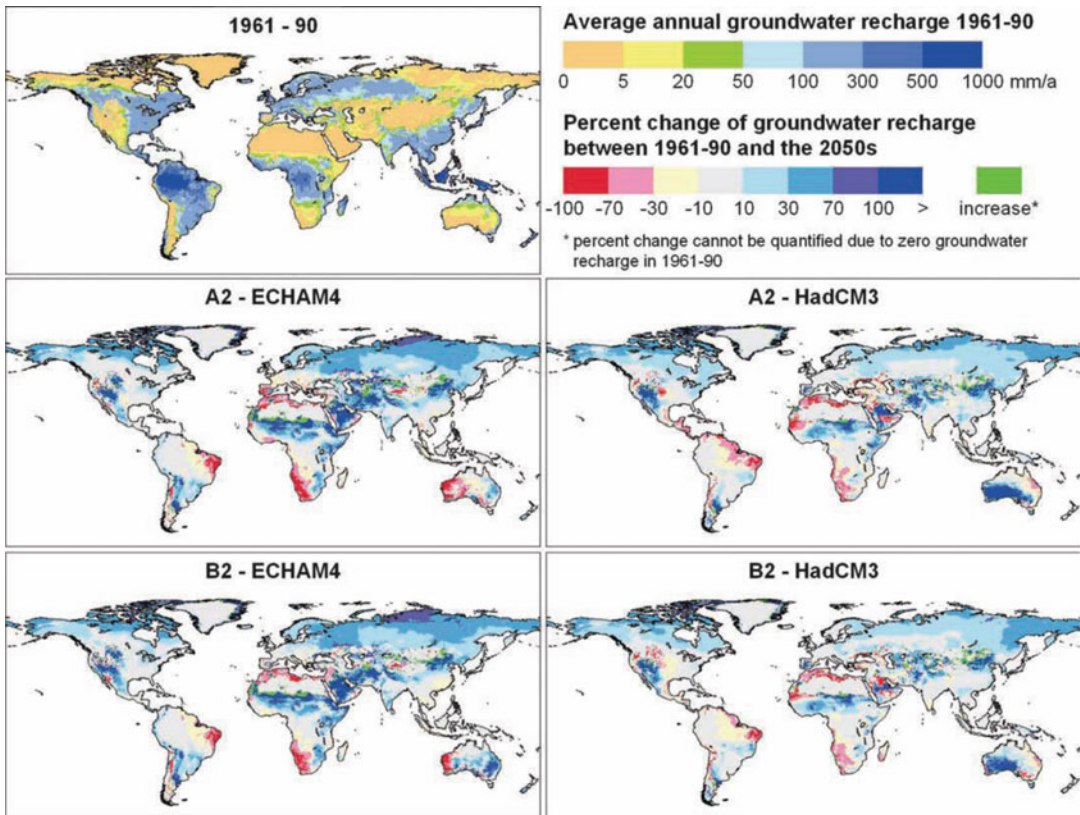 1961 - 90
Average annual groundwater recharge 1961-90
0 5 20 50 100 300 500 1000 mm/a
Percent change of groundwater recharge
between 1961-90 and the 2050s
-100 -70 -30 -10 10 30 70 100 > increase*
* percent change cannot be quantified due to zero groundwater
recharge in 1961-90
A2 - ECHAM4
A2 - HadCM3
B2 - ECHAM4
B2 - HadCM3